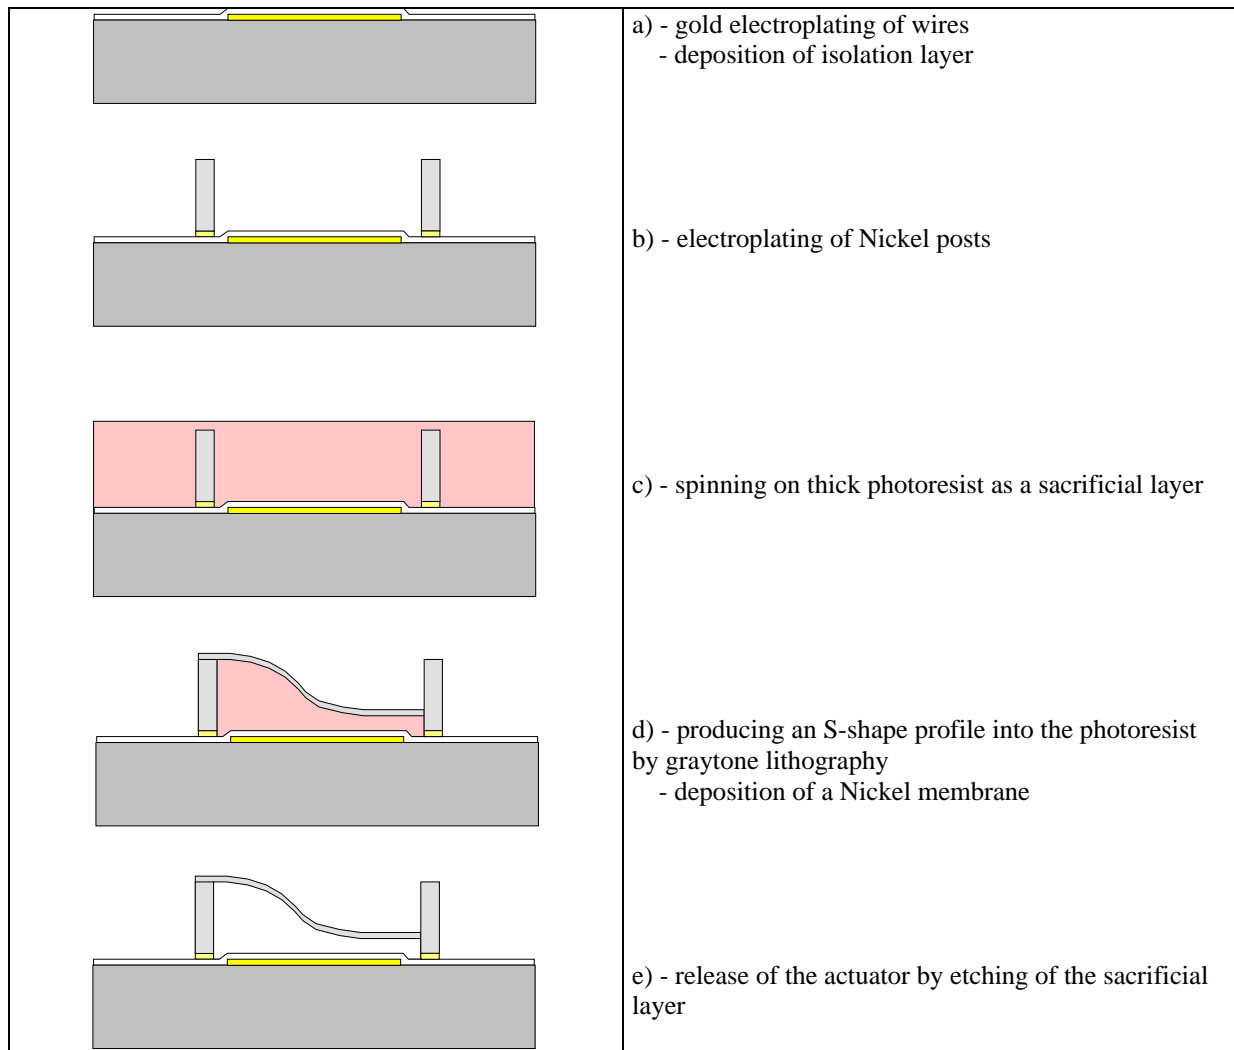 a) - gold electroplating of wires
- deposition of isolation layer
b) - electroplating of Nickel posts
c) - spinning on thick photoresist as a sacrificial layer
d) - producing an S-shape profile into the photoresist
by graytone lithography
- deposition of a Nickel membrane
e) - release of the actuator by etching of the sacrificial
layer